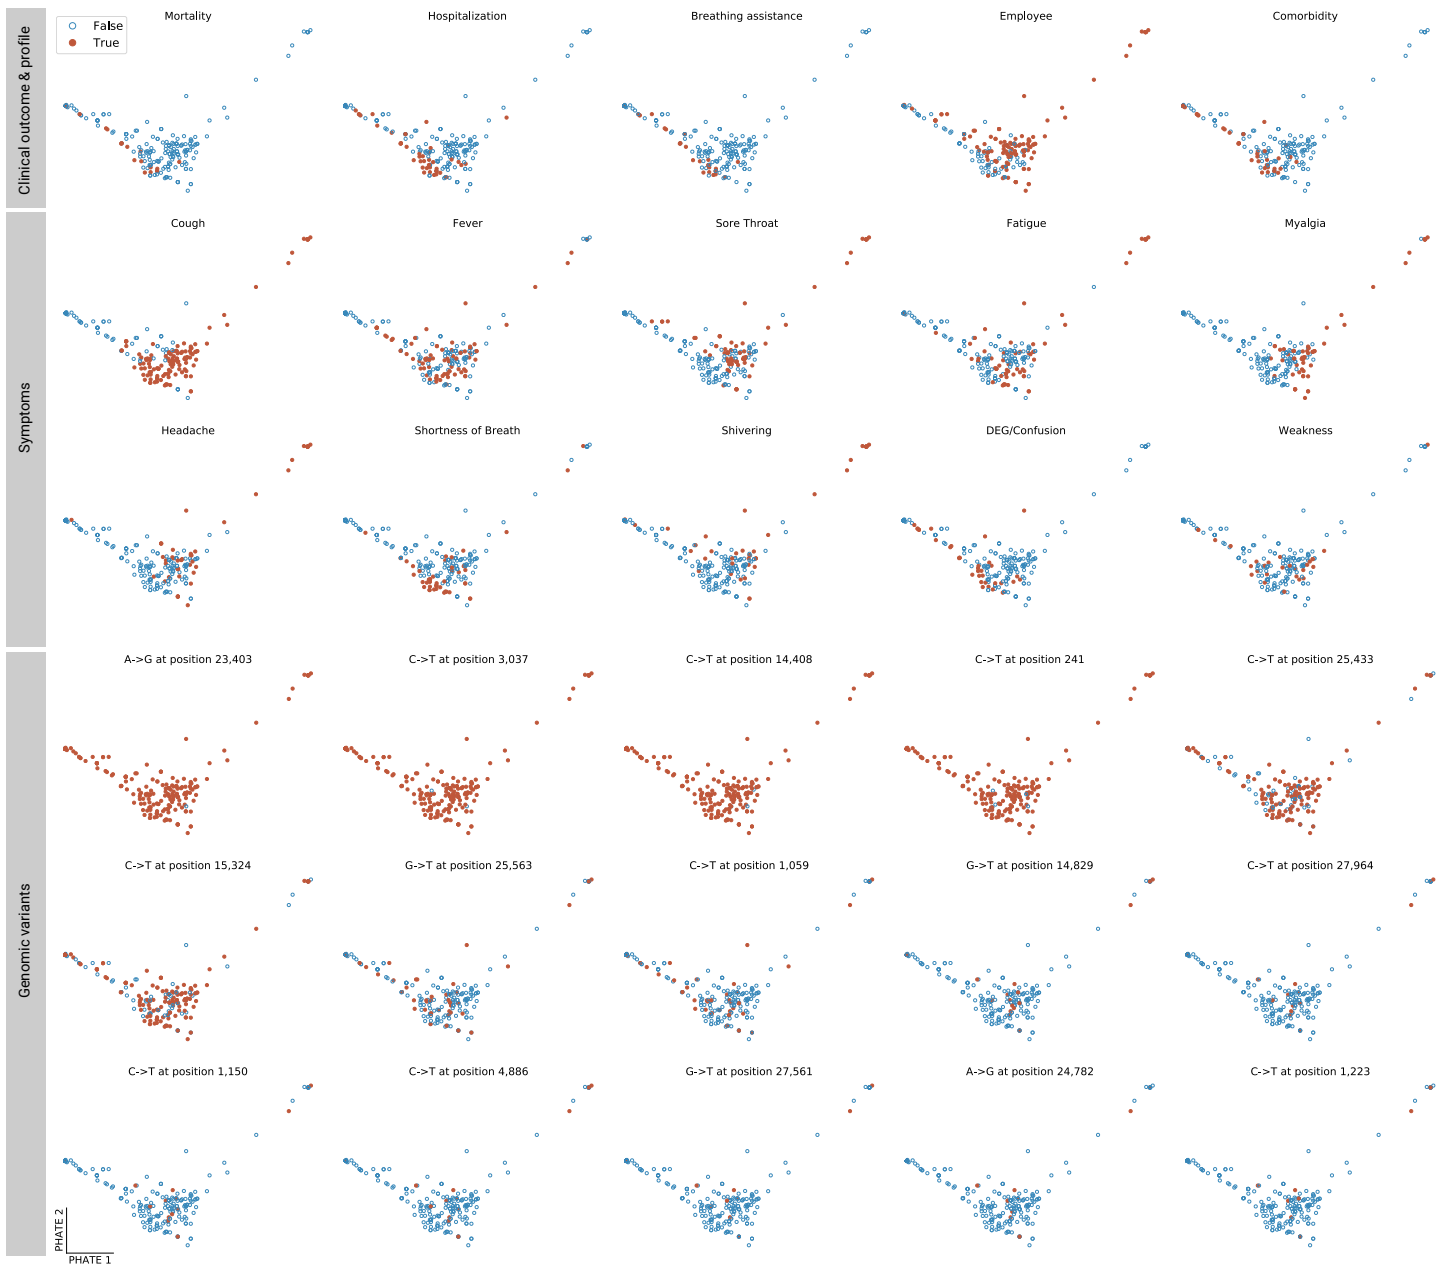 Clinical outcome & profile
Mortality
Hospitalization
Breathing assistance
Employee
Comorbidity
False
True
Symptoms
Cough
Fever
Sore Throat
Fatigue
Myalgia
Headache
Shortness of Breath
Shivering
DEG/Confusion
Weakness
Genomic variants
A->G at position 23,403
C->T at position 3,037
C->T at position 14,408
C->T at position 241
C->T at position 25,433
C->T at position 15,324
G->T at position 25,563
C->T at position 1,059
G->T at position 14,829
C->T at position 27,964
C->T at position 1,150
C->T at position 4,886
G->T at position 27,561
A->G at position 24,782
C->T at position 1,223
PHATE 2
PHATE 1